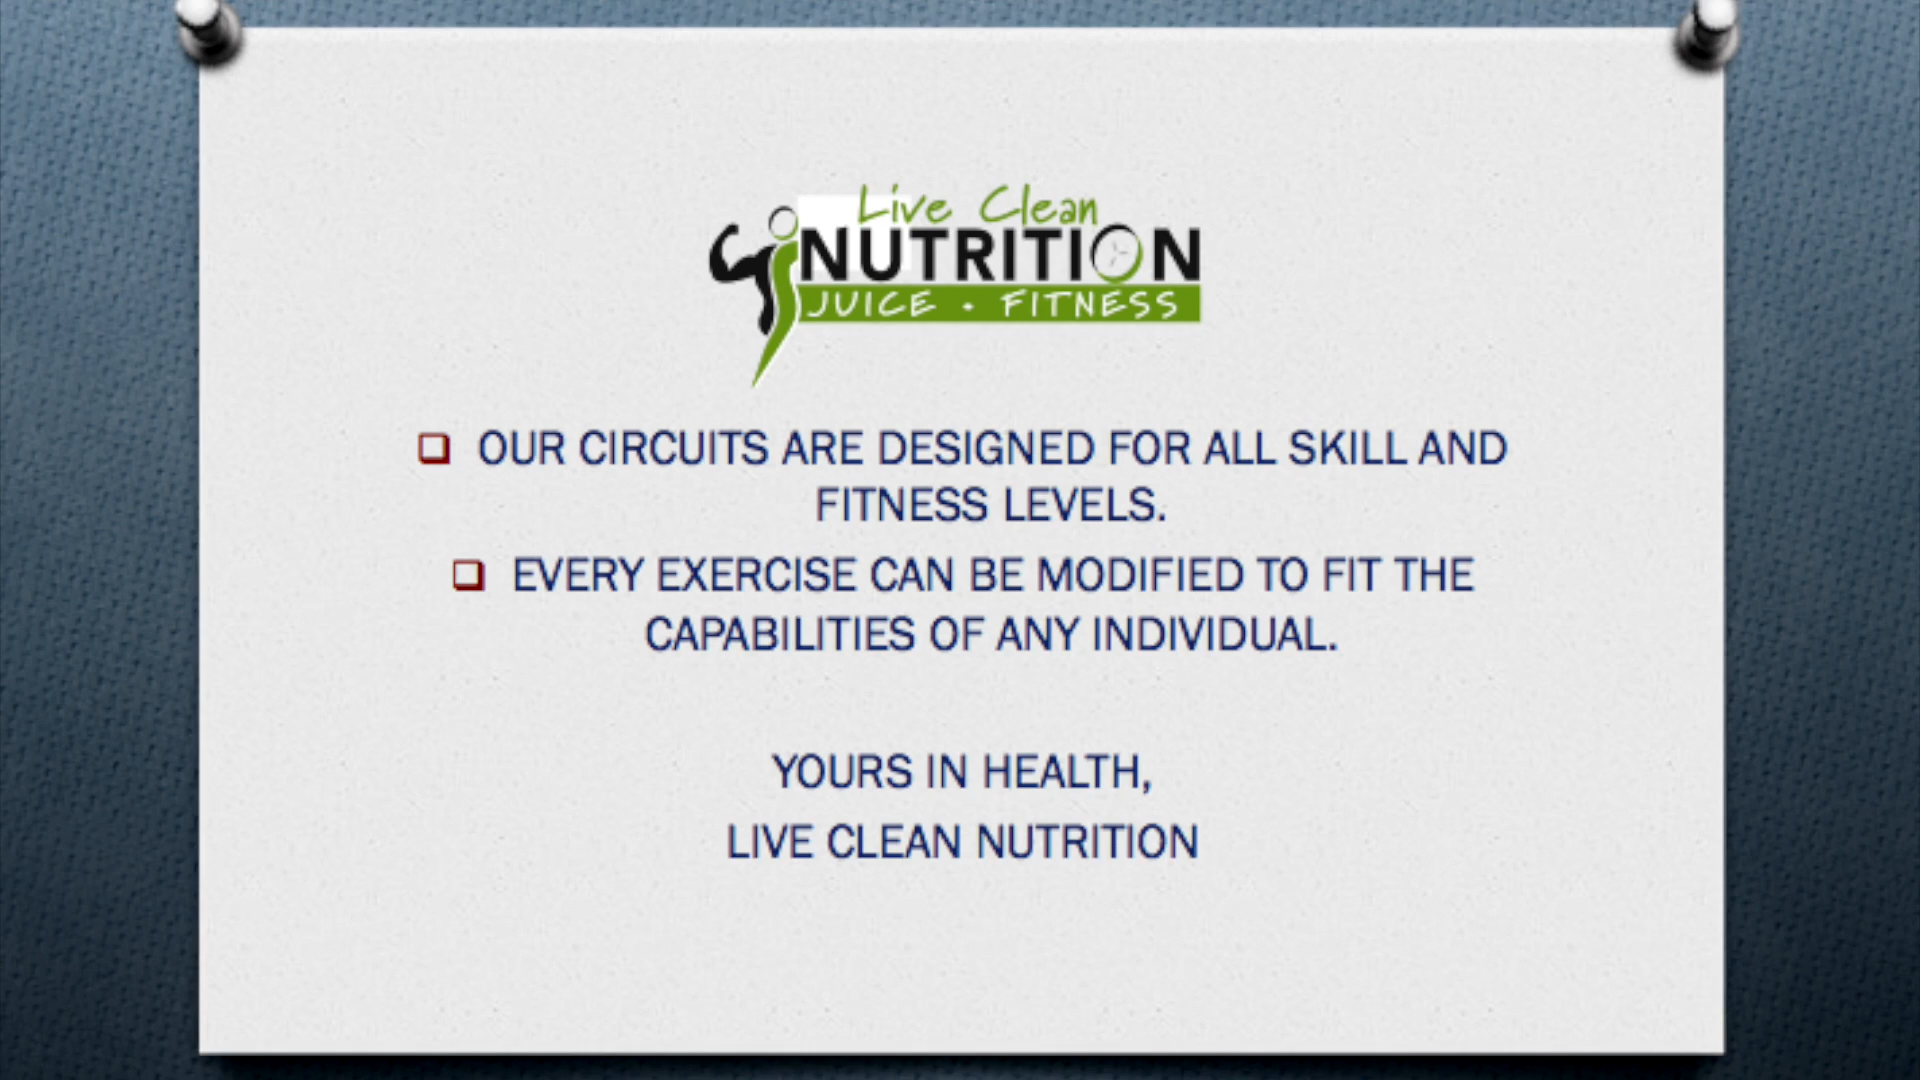 Live Clean
NUTRITION
JUICE • FITNESS
❑ OUR CIRCUITS ARE DESIGNED FOR ALL SKILL AND
FITNESS LEVELS.
❑ EVERY EXERCISE CAN BE MODIFIED TO FIT THE
CAPABILITIES OF ANY INDIVIDUAL.
YOURS IN HEALTH,
LIVE CLEAN NUTRITION